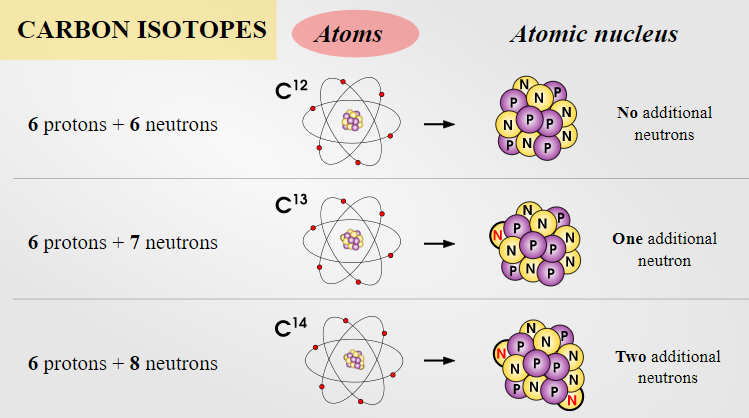 CARBON ISOTOPES
Atoms
Atomic nucleus
6 protons + 6 neutrons
C12
N
P
P
N
N
N
P
P
N
P
N
P
No additional
neutrons
6 protons + 7 neutrons
C13
N
P
P
N
N
N
N
P
P
P
N
N
P
One additional
neutron
6 protons + 8 neutrons
C14
N
P
P
N
N
N
N
P
P
N
P
N
P
N
Two additional
neutrons